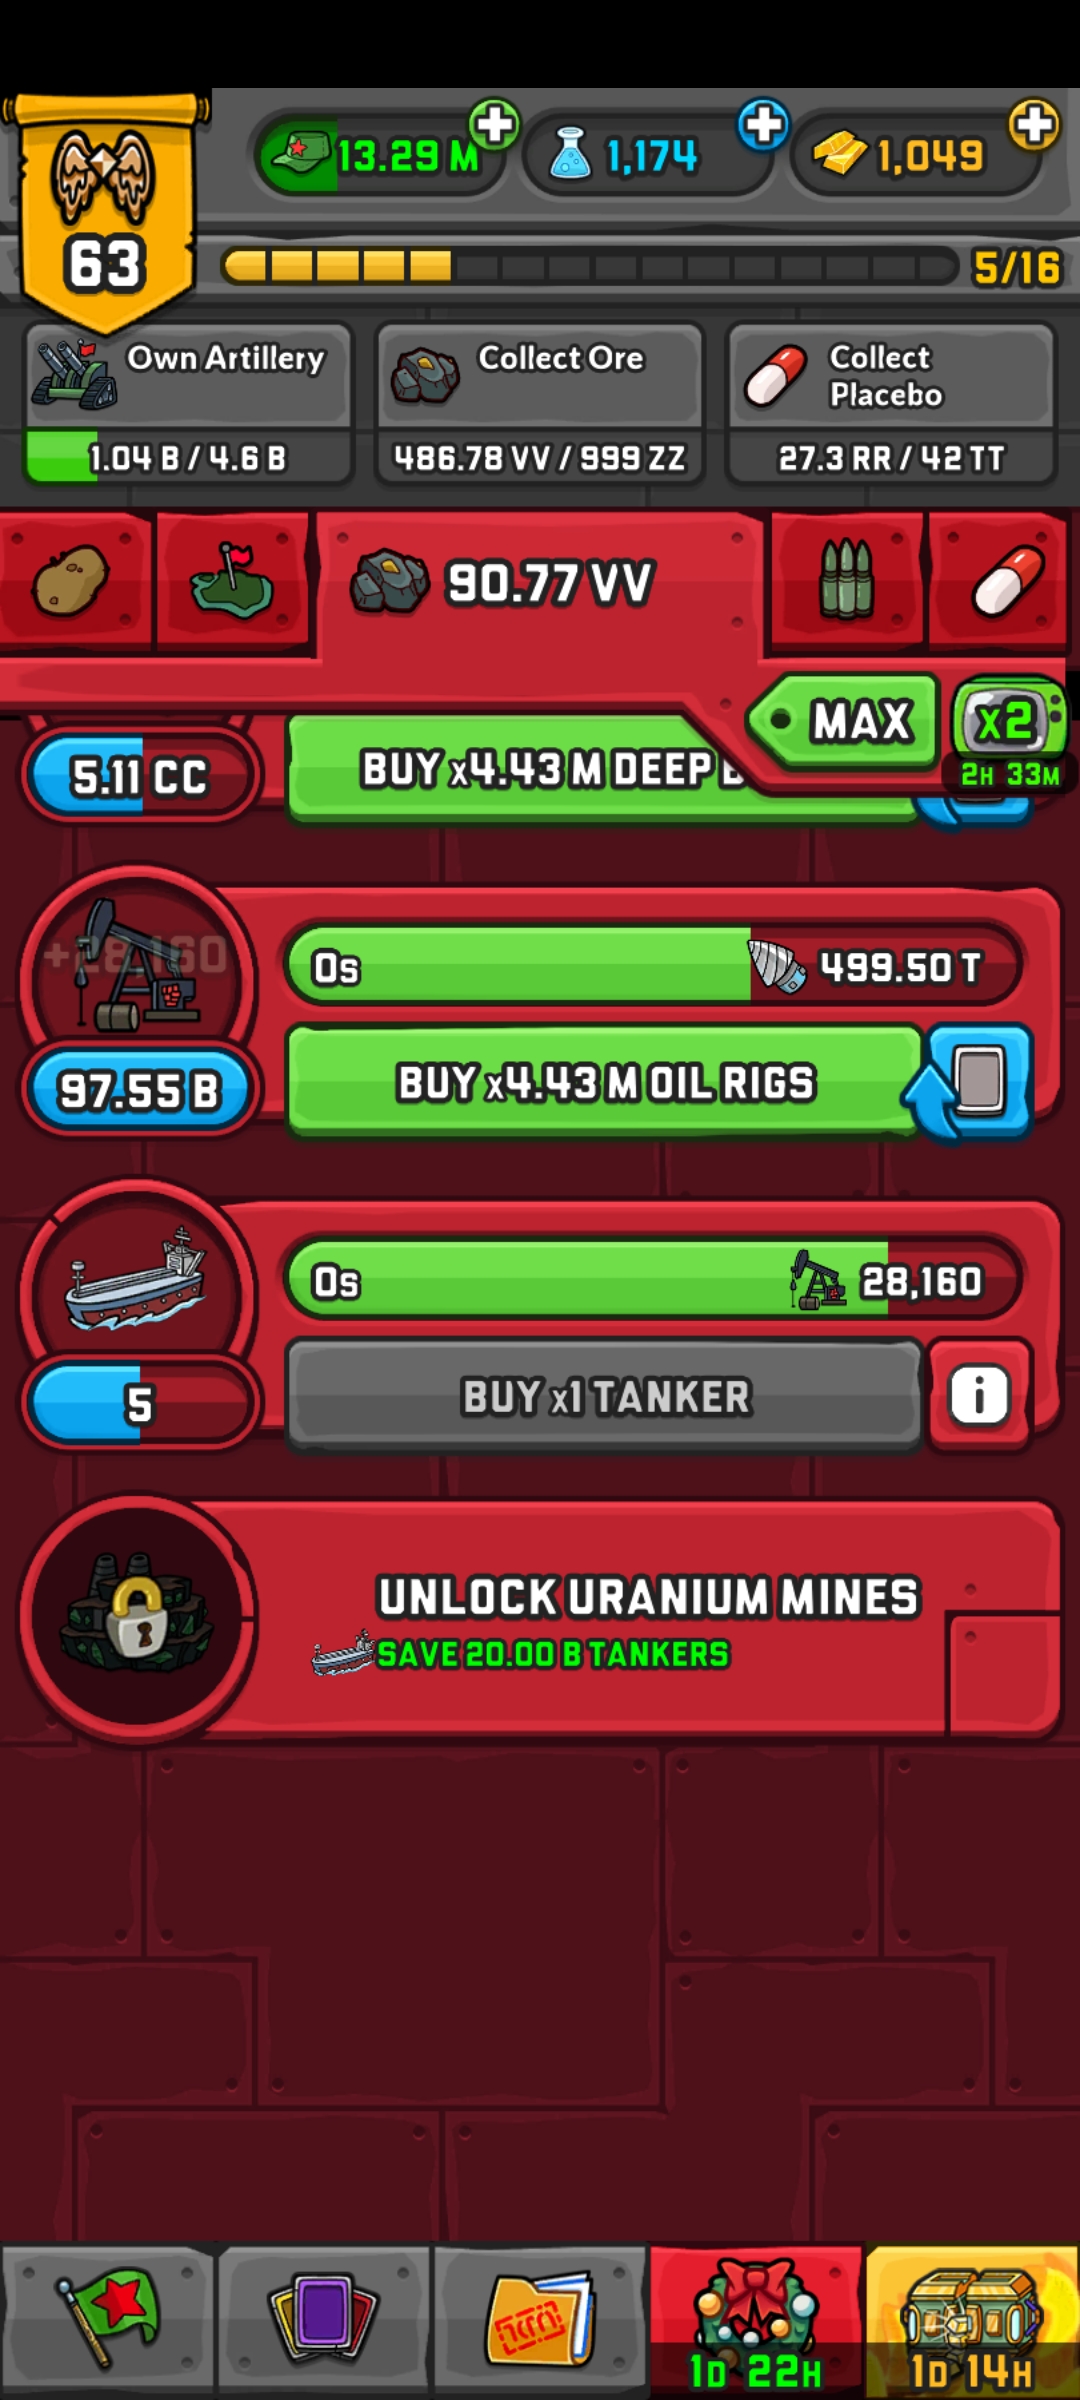 13.29 M
1,174
1,049
63
5/16
Own Artillery
1.04 B / 4.6 B
Collect Ore
486.78 VV / 999 ZZ
Collect
Placebo
27.3 RR / 42 TT
90.77 VV
MAX
x2
2H 33M
5.11 CC
BUY x4.43 M DEEP
+28,160
0s
499.50 T
97.55 B
BUY x4.43 M OIL RIGS
0s
28,160
5
BUY x1 TANKER
i
UNLOCK URANIUM MINES
SAVE 20.00 B TANKERS
1D 22H
1D 14H